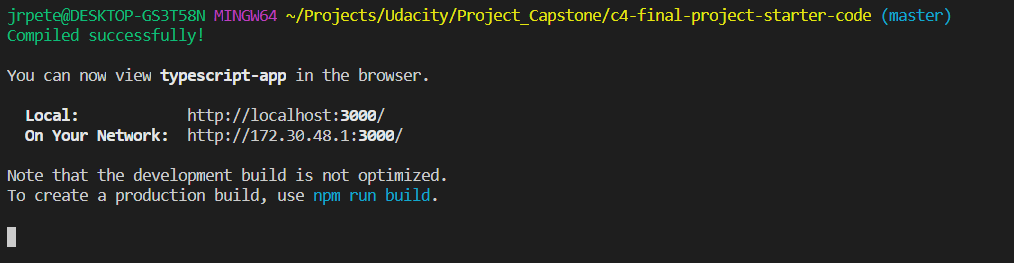 jrpete@DESKTOP-GS3T58N MINGW64 ~/Projects/Udacity/Project_Capstone/c4-final-project-starter-code (master)
Compiled successfully!
You can now view typescript-app in the browser.
Local: http://localhost:3000/
On Your Network: http://172.30.48.1:3000/
Note that the development build is not optimized.
To create a production build, use npm run build.